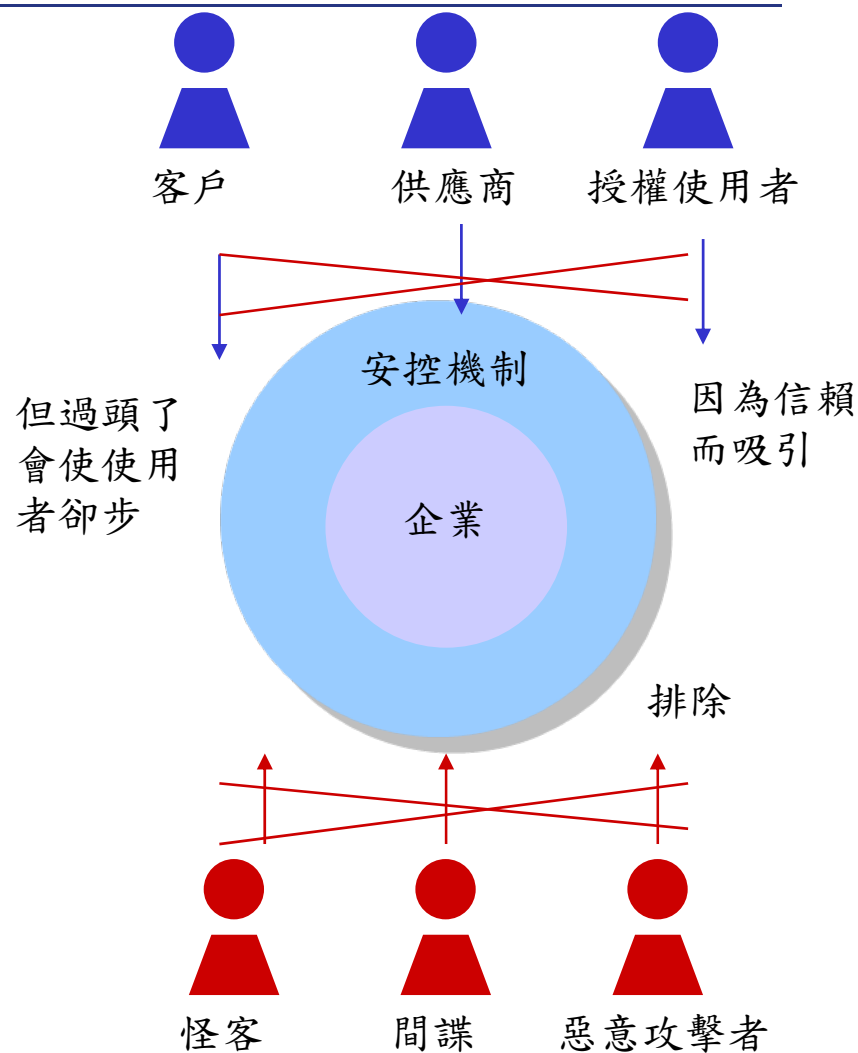 客戶
供應商
授權使用者
安控機制
但過頭了
會使使用
者卻步
因為信賴
而吸引
企業
排除
怪客
間諜
惡意攻擊者